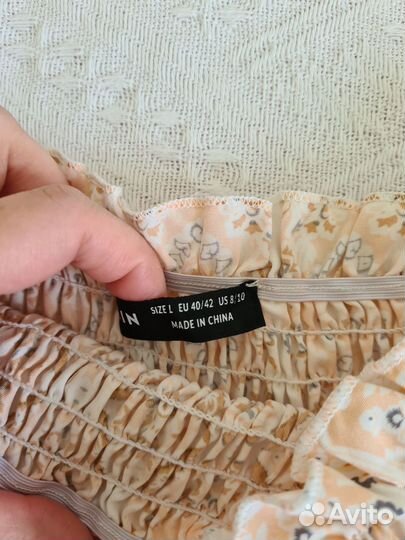 IN
SIZE L EU 40/42 US 8/10
MADE IN CHINA
Avito